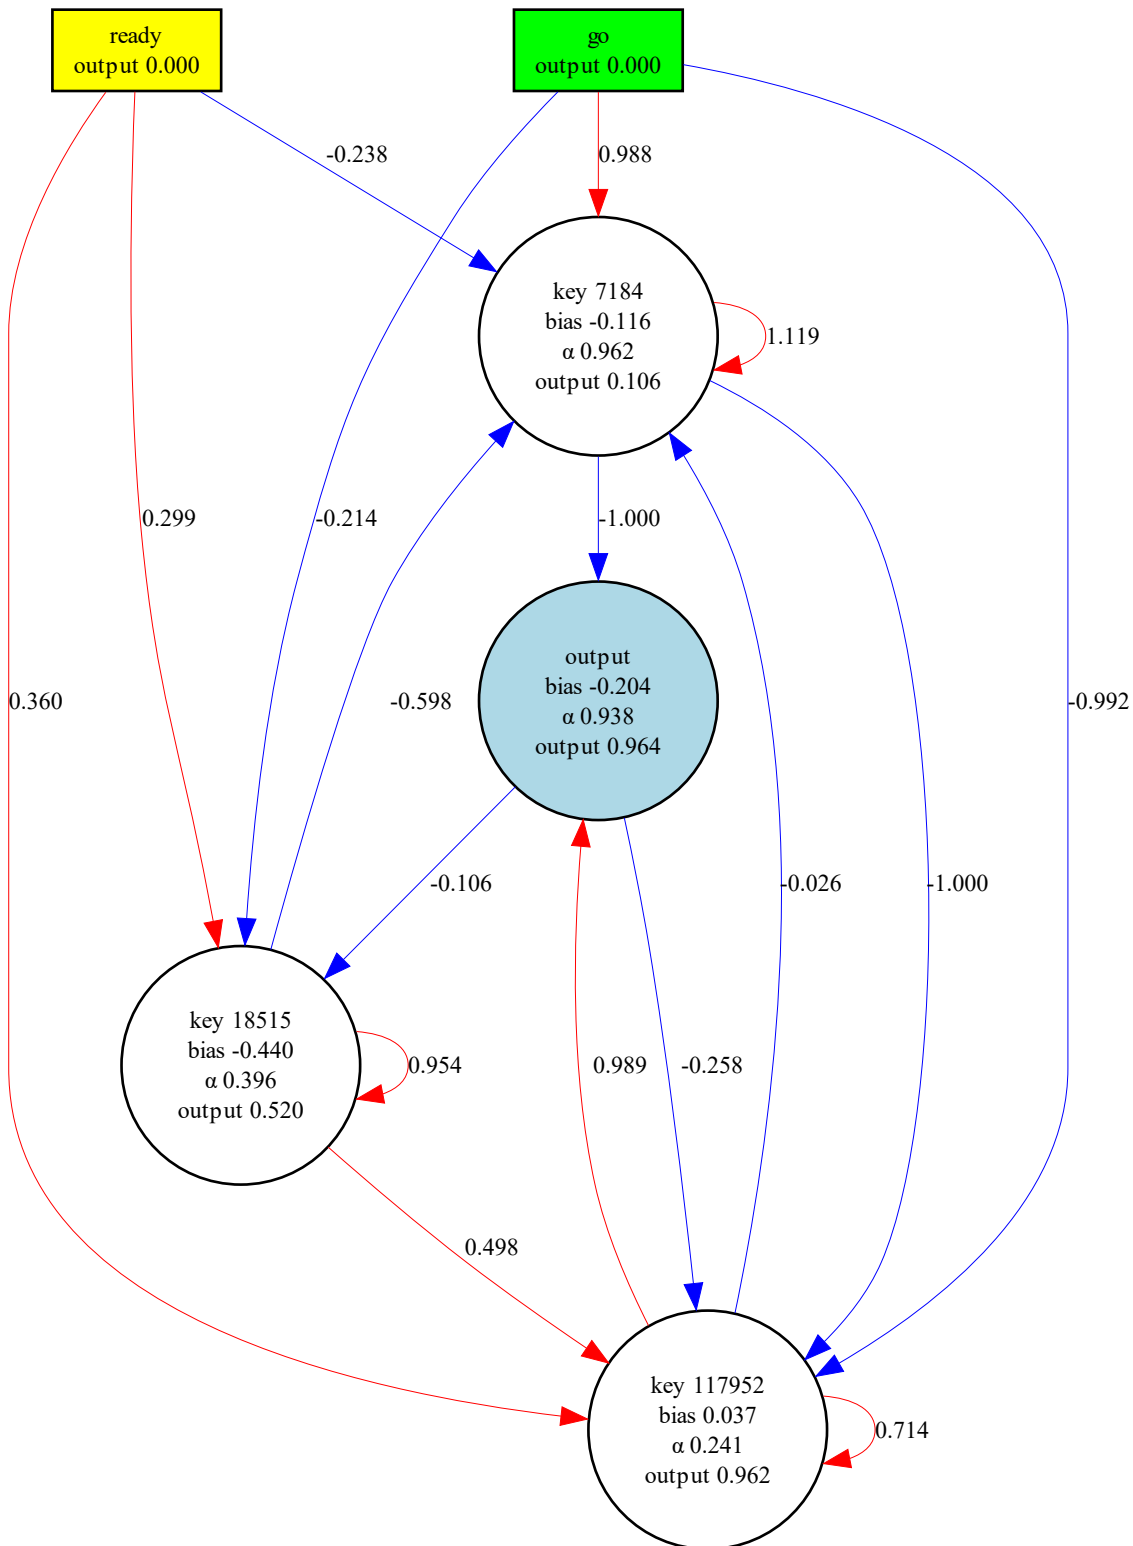 ready
output 0.000
go
output 0.000
-0.238
0.988
key 7184
bias -0.116
α 0.962
output 0.106
1.119
0.299
-0.214
-1.000
output
bias -0.204
α 0.938
output 0.964
0.360
-0.598
-0.992
-0.106
-0.026
-1.000
key 18515
bias -0.440
α 0.396
output 0.520
0.954
0.989
-0.258
0.498
key 117952
bias 0.037
α 0.241
output 0.962
0.714